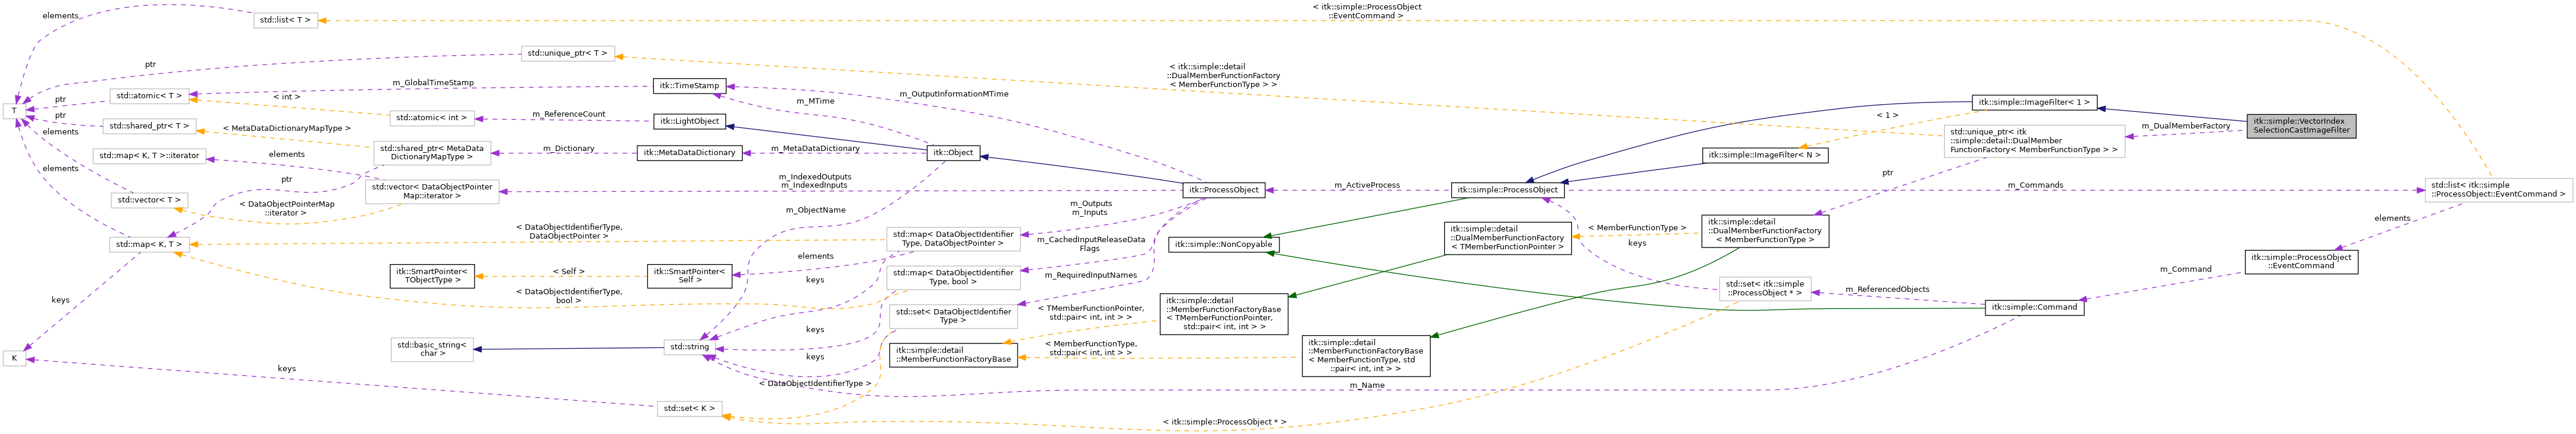 elements
std::list< T >
< itk::simple::ProcessObject
::EventCommand >
ptr
std::unique_ptr< T >
< itk::simple::detail
::DualMemberFunctionFactory
< MemberFunctionType > >
T
ptr
std::atomic< T >
m_GlobalTimeStamp
< int >
itk::TimeStamp
m_MTime
m_OutputInformationMTime
itk::simple::ImageFilter< 1 >
< 1 >
ptr
std::shared_ptr< T >
std::atomic< int >
m_ReferenceCount
itk::LightObject
itk::simple::VectorIndex
SelectionCastImageFilter
m_DualMemberFactory
std::unique_ptr< itk
::simple::detail::DualMember
FunctionFactory< MemberFunctionType > >
elements
< MetaDataDictionaryMapType >
std::shared_ptr< MetaData
DictionaryMapType >
m_Dictionary
itk::MetaDataDictionary
m_MetaDataDictionary
itk::Object
itk::simple::ImageFilter< N >
std::map< K, T >::iterator
elements
elements
ptr
std::vector< DataObjectPointer
Map::iterator >
m_IndexedOutputs
m_IndexedInputs
itk::ProcessObject
m_ActiveProcess
itk::simple::ProcessObject
ptr
m_Commands
std::list< itk::simple
::ProcessObject::EventCommand >
std::vector< T >
< DataObjectPointerMap
::iterator >
m_ObjectName
m_Outputs
m_Inputs
elements
std::map< K, T >
< DataObjectIdentifierType,
DataObjectPointer >
std::map< DataObjectIdentifier
Type, DataObjectPointer >
m_CachedInputReleaseData
Flags
itk::simple::NonCopyable
itk::simple::detail
::DualMemberFunctionFactory
< TMemberFunctionPointer >
< MemberFunctionType >
keys
itk::simple::detail
::DualMemberFunctionFactory
< MemberFunctionType >
itk::simple::ProcessObject
::EventCommand
m_Command
elements
keys
itk::SmartPointer<
TObjectType >
< Self >
itk::SmartPointer<
Self >
std::map< DataObjectIdentifier
Type, bool >
m_RequiredInputNames
std::set< itk::simple
::ProcessObject * >
m_ReferencedObjects
itk::simple::Command
< DataObjectIdentifierType,
bool >
keys
std::set< DataObjectIdentifier
Type >
< TMemberFunctionPointer,
std::pair< int, int > >
itk::simple::detail
::MemberFunctionFactoryBase
< TMemberFunctionPointer,
std::pair< int, int > >
keys
K
std::basic_string<
char >
std::string
keys
itk::simple::detail
::MemberFunctionFactoryBase
< MemberFunctionType,
std::pair< int, int > >
itk::simple::detail
::MemberFunctionFactoryBase
< MemberFunctionType, std
::pair< int, int > >
keys
< DataObjectIdentifierType >
m_Name
std::set< K >
< itk::simple::ProcessObject * >